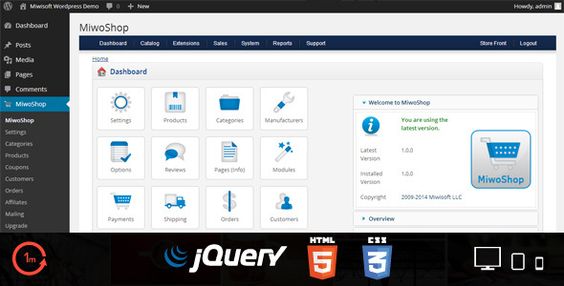 Miwisoft Wordpress Demo
0
+ New
Howdy, admin
Dashboard
Posts
Media
Pages
Comments
MiwoShop
MiwoShop
Settings
Categories
Products
Coupons
Customers
Orders
Affiliates
Mailing
Upgrade
MiwoShop
Dashboard
Catalog
Extensions
Sales
System
Reports
Support
Store Front
Logout
Home
Dashboard
Settings
Products
Categories
Manufacturers
Options
Reviews
Pages (Info)
Modules
Payments
Shipping
Orders
Customers
Welcome to MiwoShop
You are using the
latest version.
Latest
Version
1.0.0
Installed
Version
1.0.0
Copyright
2009-2014 Miwisoft LLC
MiwoShop
Overview
1m
jQuery
HTML
5
CSS
3